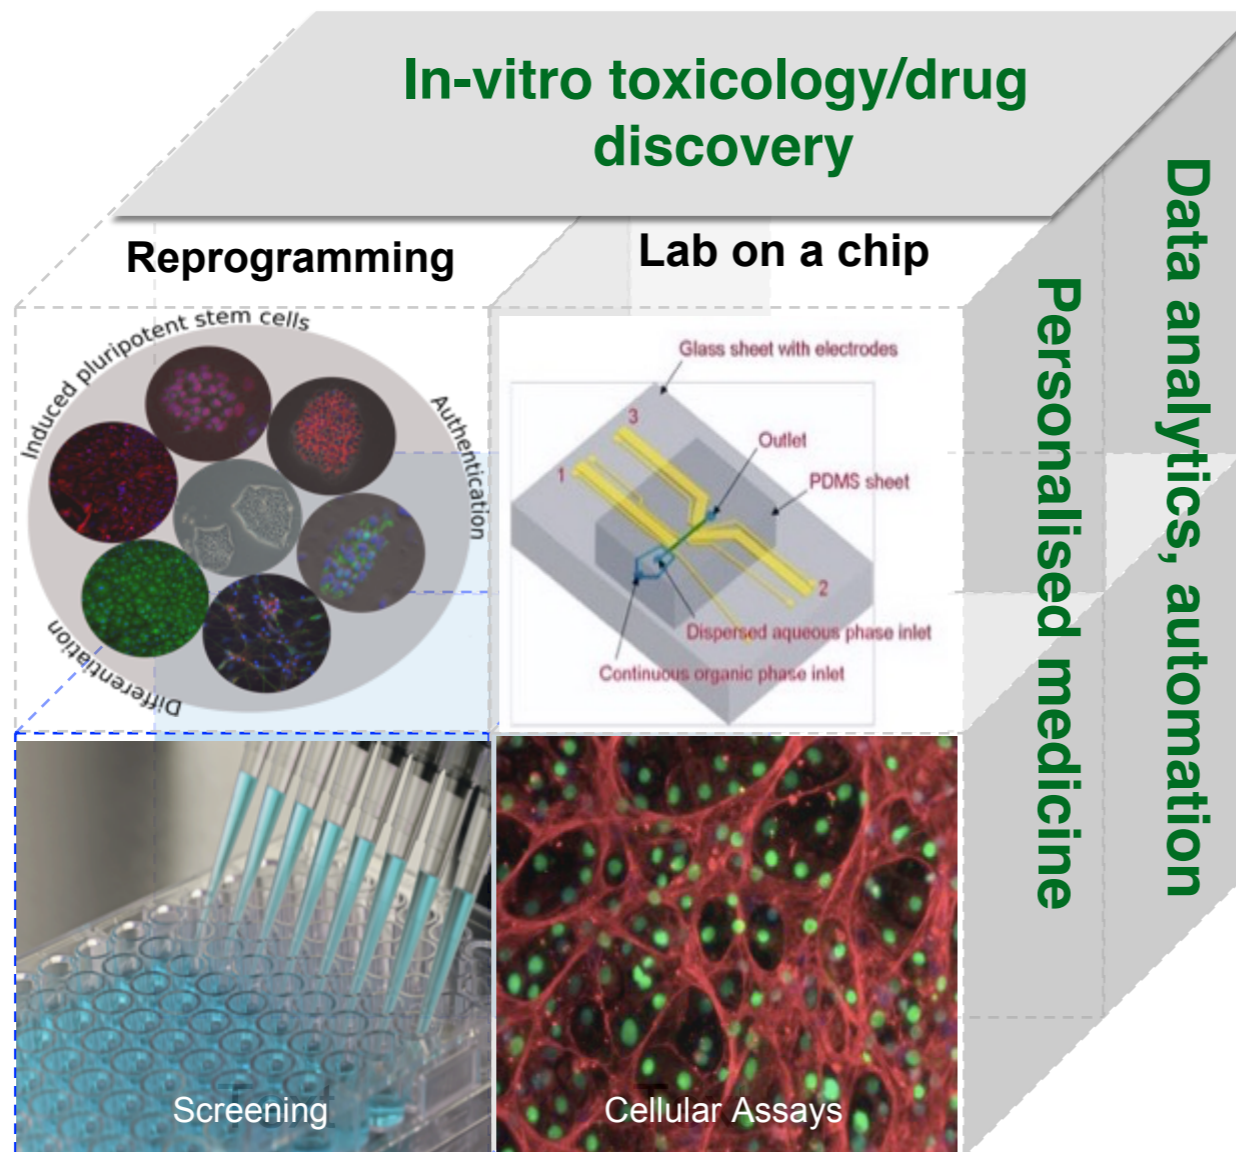 In-vitro toxicology/drug
discovery
Reprogramming
Lab on a chip
Data analytics, automation
Personalised medicine
Induced pluripotent stem cells
Authentication
Differentiation
Glass sheet with electrodes
3
Outlet
1
PDMS sheet
2
Dispersed aqueous phase inlet
Continuous organic phase inlet
Screening
Cellular Assays